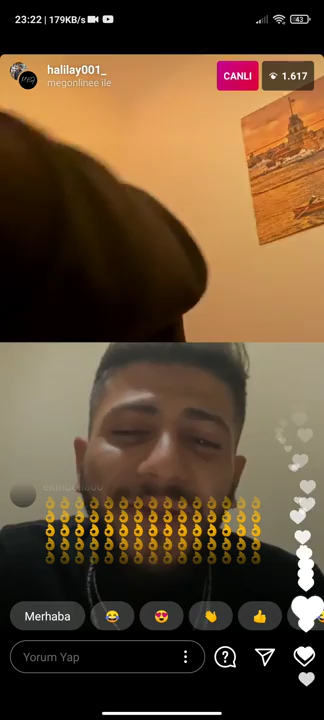 23:22 | 179KB/s
43
halilay001_
megonlinee ile
CANLI
1.617
👌👌👌👌👌👌👌👌👌👌👌👌👌👌👌
👌👌👌👌👌👌👌👌👌👌👌👌👌👌👌
👌👌👌👌👌👌👌👌👌👌👌👌👌👌👌
👌👌👌👌👌👌👌👌👌👌👌👌👌👌👌
👌👌👌👌👌👌👌👌👌👌👌👌👌👌👌
Merhaba 😂 😍 👏 👍
Yorum Yap